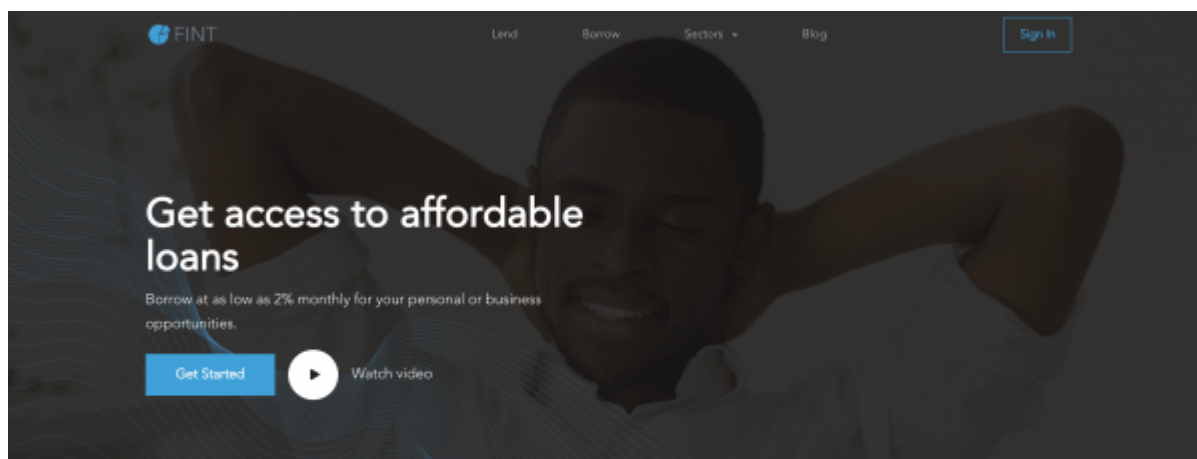 FINT
Lend
Borrow
Sectors
Blog
Sign In
Get access to affordable
loans
Borrow at as low as 2% monthly for your personal or business
opportunities.
Get Started
Watch video